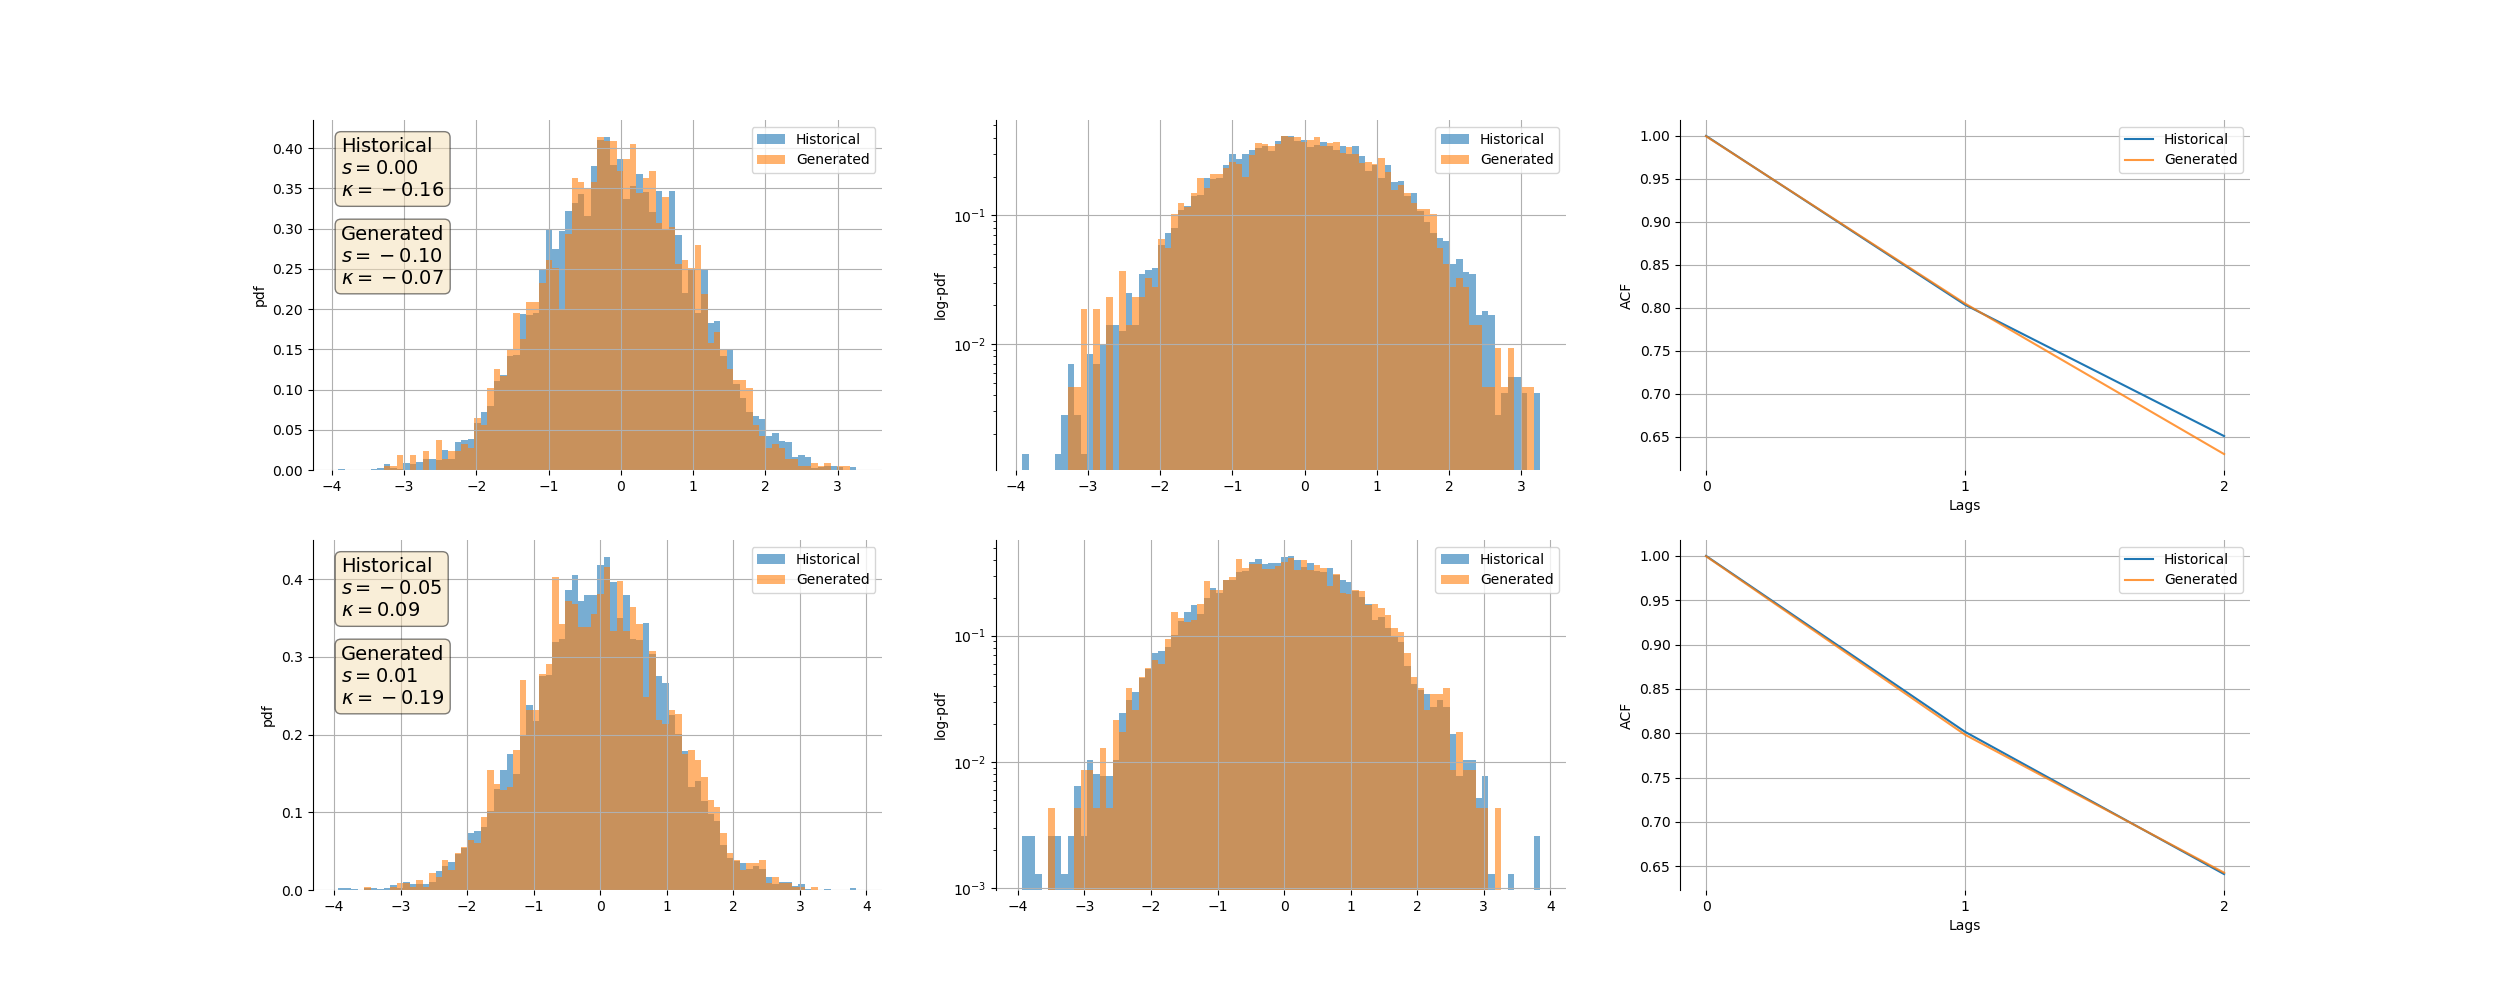 Historical
s = 0.00
κ = −0.16
Generated
s = −0.10
κ = −0.07
Historical
Generated
pdf
0.40
0.35
0.30
0.25
0.20
0.15
0.10
0.05
0.00
−4 −3 −2 −1 0 1 2 3
Historical
Generated
log-pdf
10⁻¹
10⁻²
−4 −3 −2 −1 0 1 2 3
Historical
Generated
ACF
1.00
0.95
0.90
0.85
0.80
0.75
0.70
0.65
0 1 2
Lags
Historical
s = −0.05
κ = 0.09
Generated
s = 0.01
κ = −0.19
Historical
Generated
pdf
0.4
0.3
0.2
0.1
0.0
−4 −3 −2 −1 0 1 2 3 4
Historical
Generated
log-pdf
10⁻¹
10⁻²
10⁻³
−4 −3 −2 −1 0 1 2 3 4
Historical
Generated
ACF
1.00
0.95
0.90
0.85
0.80
0.75
0.70
0.65
0 1 2
Lags